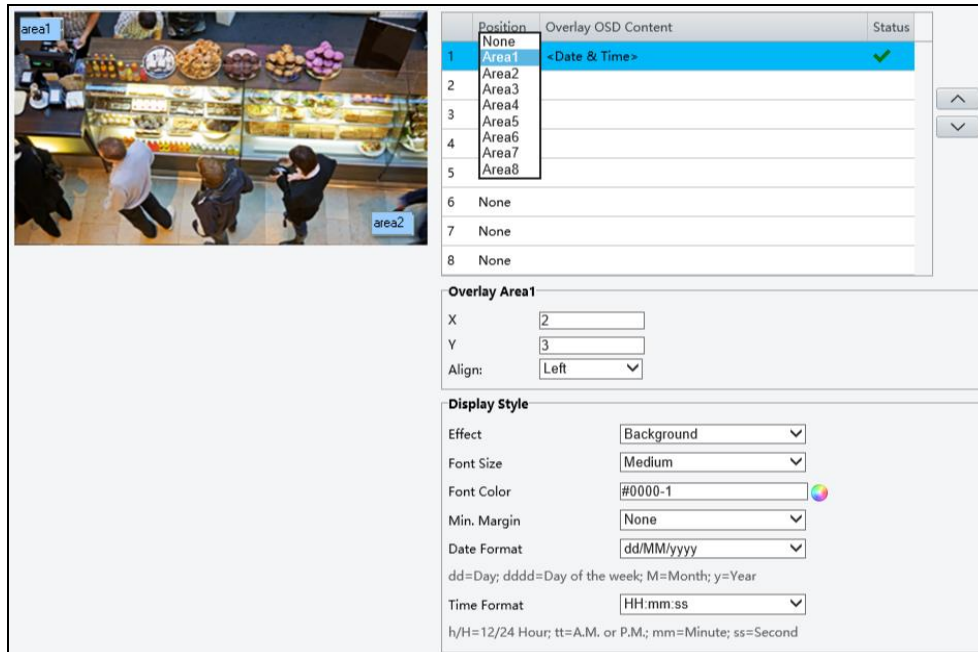 area1
area2
Position Overlay OSD Content Status
None
1 Area1 <Date & Time>
Area2
2
Area3
3 Area4
Area5
4 Area6
Area7
5 Area8
6 None
7 None
8 None
Overlay Area1
X 2
Y 3
Align: Left
Display Style
Effect Background
Font Size Medium
Font Color #0000-1
Min. Margin None
Date Format dd/MM/yyyy
dd=Day; dddd=Day of the week; M=Month; y=Year
Time Format HH:mm:ss
h/H=12/24 Hour; tt=A.M. or P.M.; mm=Minute; ss=Second